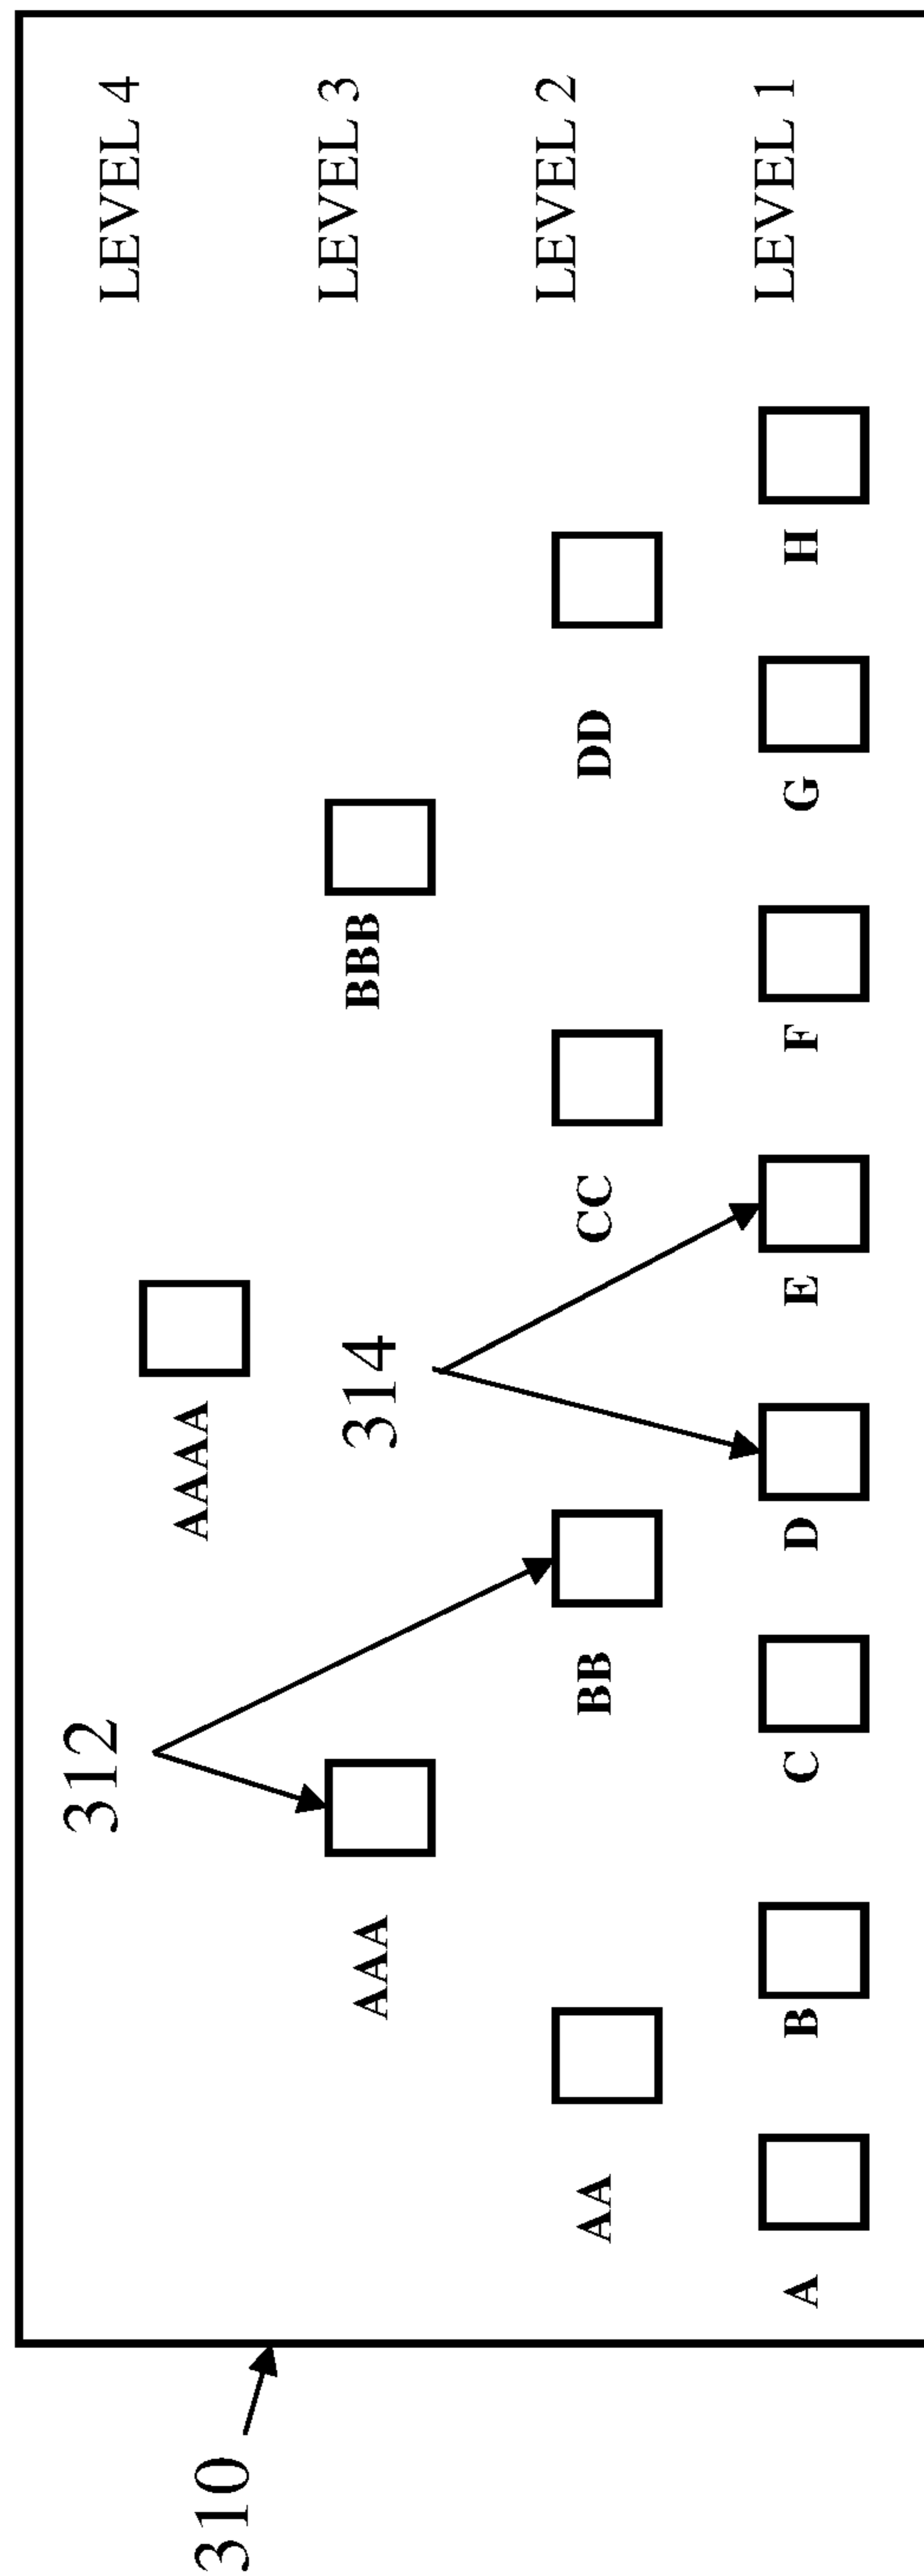 312
LEVEL 4
AAAA
314
LEVEL 3
AAA
BBB
LEVEL 2
AA
BB
CC
DD
LEVEL 1
A
B
C
D
E
F
G
H
310